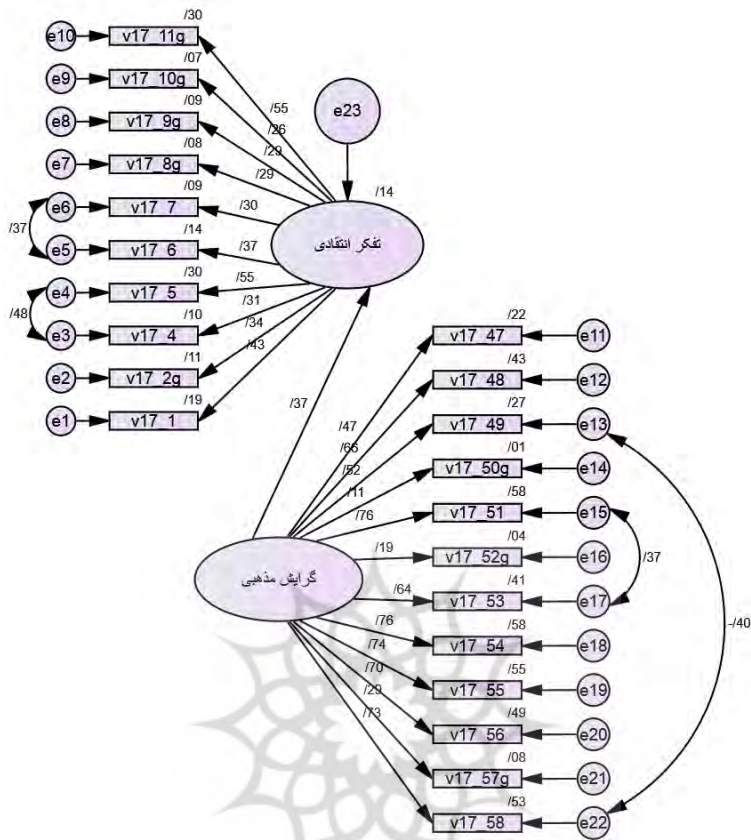 /30
e10 v17_11g
/07
e9 v17_10g
/09
e8 v17_9g
/08
e7 v17_8g
/09
e6 v17_7
/14
e5 v17_6
/30
e4 v17_5
/10
e3 v17_4
/11
e2 v17_2g
/19
e1 v17_1
/37
/48
e23
/14
تفکر انتقادی
/55
/26
/29
/29
/30
/37
/55
/31
/34
/43
/37
گرایش مذهبی
/47
/66
/52
/11
/76
/19
/64
/76
/74
/70
/29
/73
/22
v17_47 e11
/43
v17_48 e12
/27
v17_49 e13
/01
v17_50g e14
/58
v17_51 e15
/04
v17_52g e16
/41
v17_53 e17
/58
v17_54 e18
/55
v17_55 e19
/49
v17_56 e20
/08
v17_57g e21
/53
v17_58 e22
/37
-/40